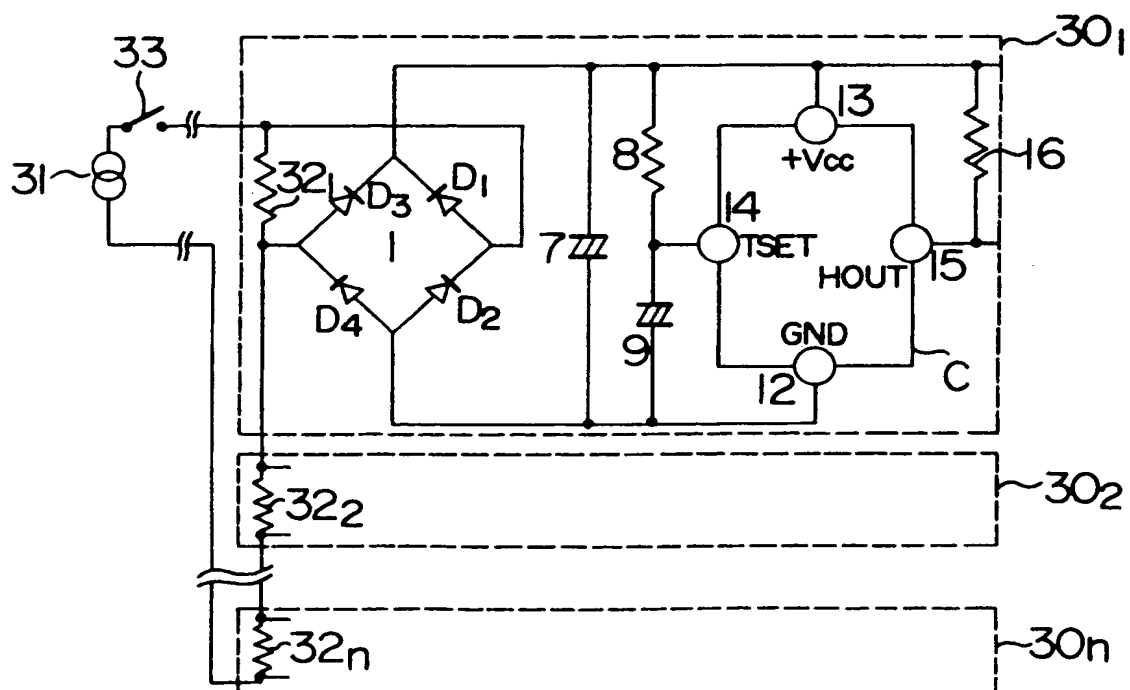 33
30₁
31
32₁
D₃
D₁
1
D₄
D₂
7
8
9
13
+Vcc
14
TSET
HOUT
15
16
GND
12
C
32₂
30₂
32n
30n